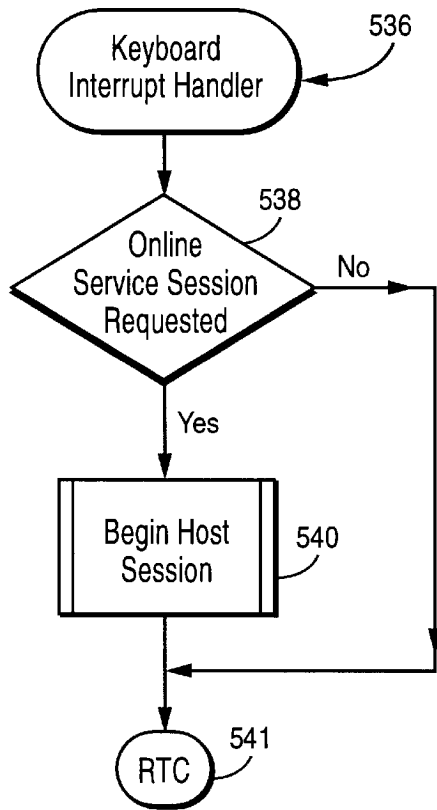 Keyboard
Interrupt Handler
536
538
Online
Service Session
Requested
No
Yes
Begin Host
Session
540
RTC
541